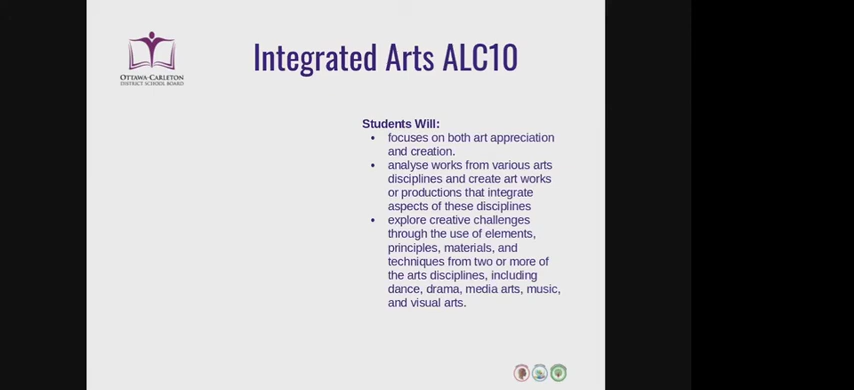 Integrated Arts ALC10
OTTAWA-CARLETON
DISTRICT SCHOOL BOARD
Students Will:
• focuses on both art appreciation
and creation.
• analyse works from various arts
disciplines and create art works
or productions that integrate
aspects of these disciplines
• explore creative challenges
through the use of elements,
principles, materials, and
techniques from two or more of
the arts disciplines, including
dance, drama, media arts, music,
and visual arts.